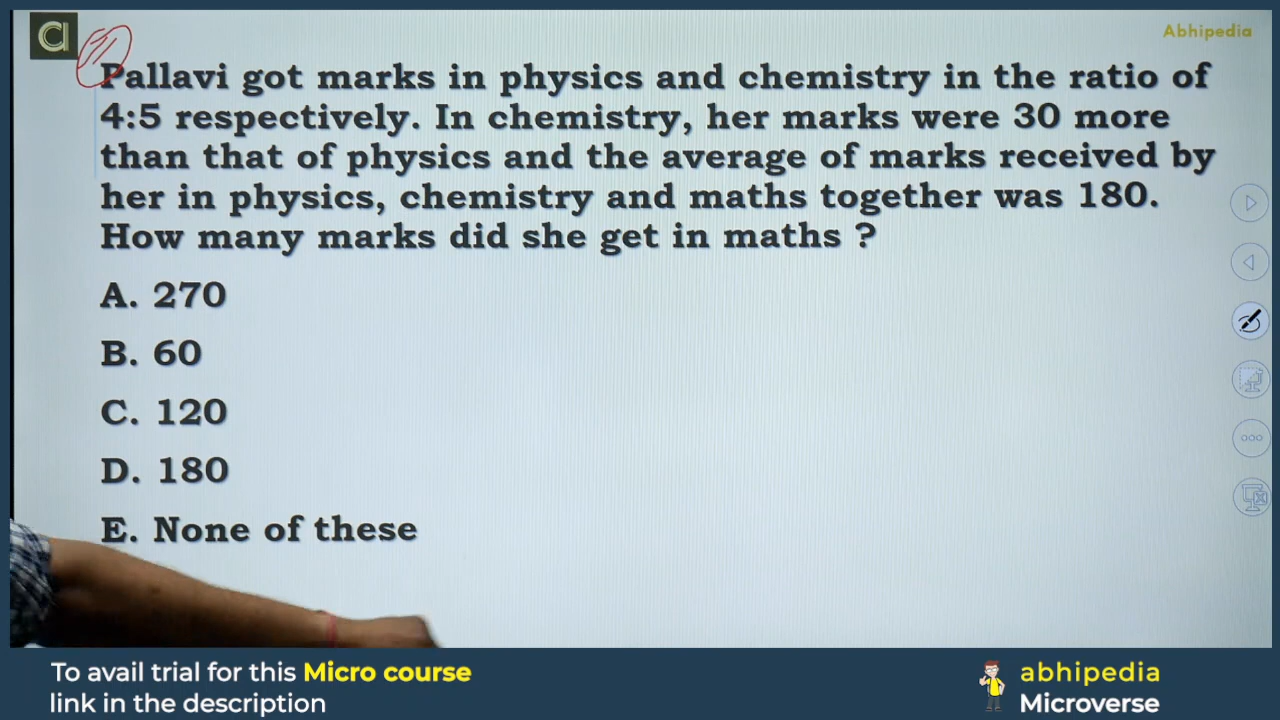 Abhipedia
Pallavi got marks in physics and chemistry in the ratio of
4:5 respectively. In chemistry, her marks were 30 more
than that of physics and the average of marks received by
her in physics, chemistry and maths together was 180.
How many marks did she get in maths ?
A. 270
B. 60
C. 120
D. 180
E. None of these
To avail trial for this Micro course
link in the description
abhipedia
Microverse